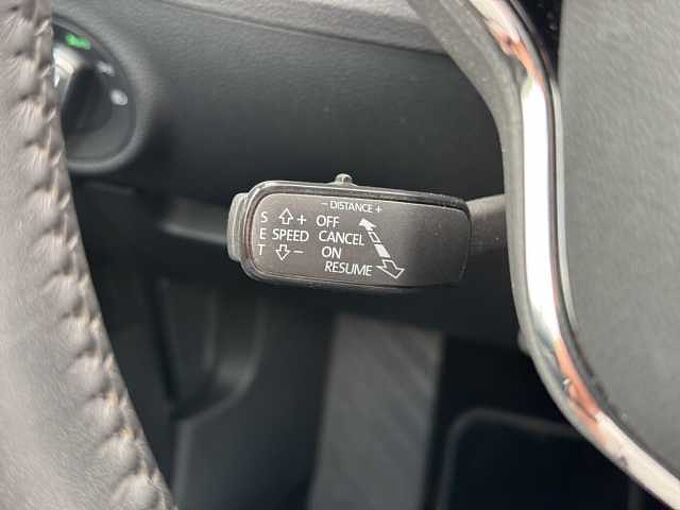 − DISTANCE +
S + OFF
E SPEED CANCEL
T − ON
RESUME